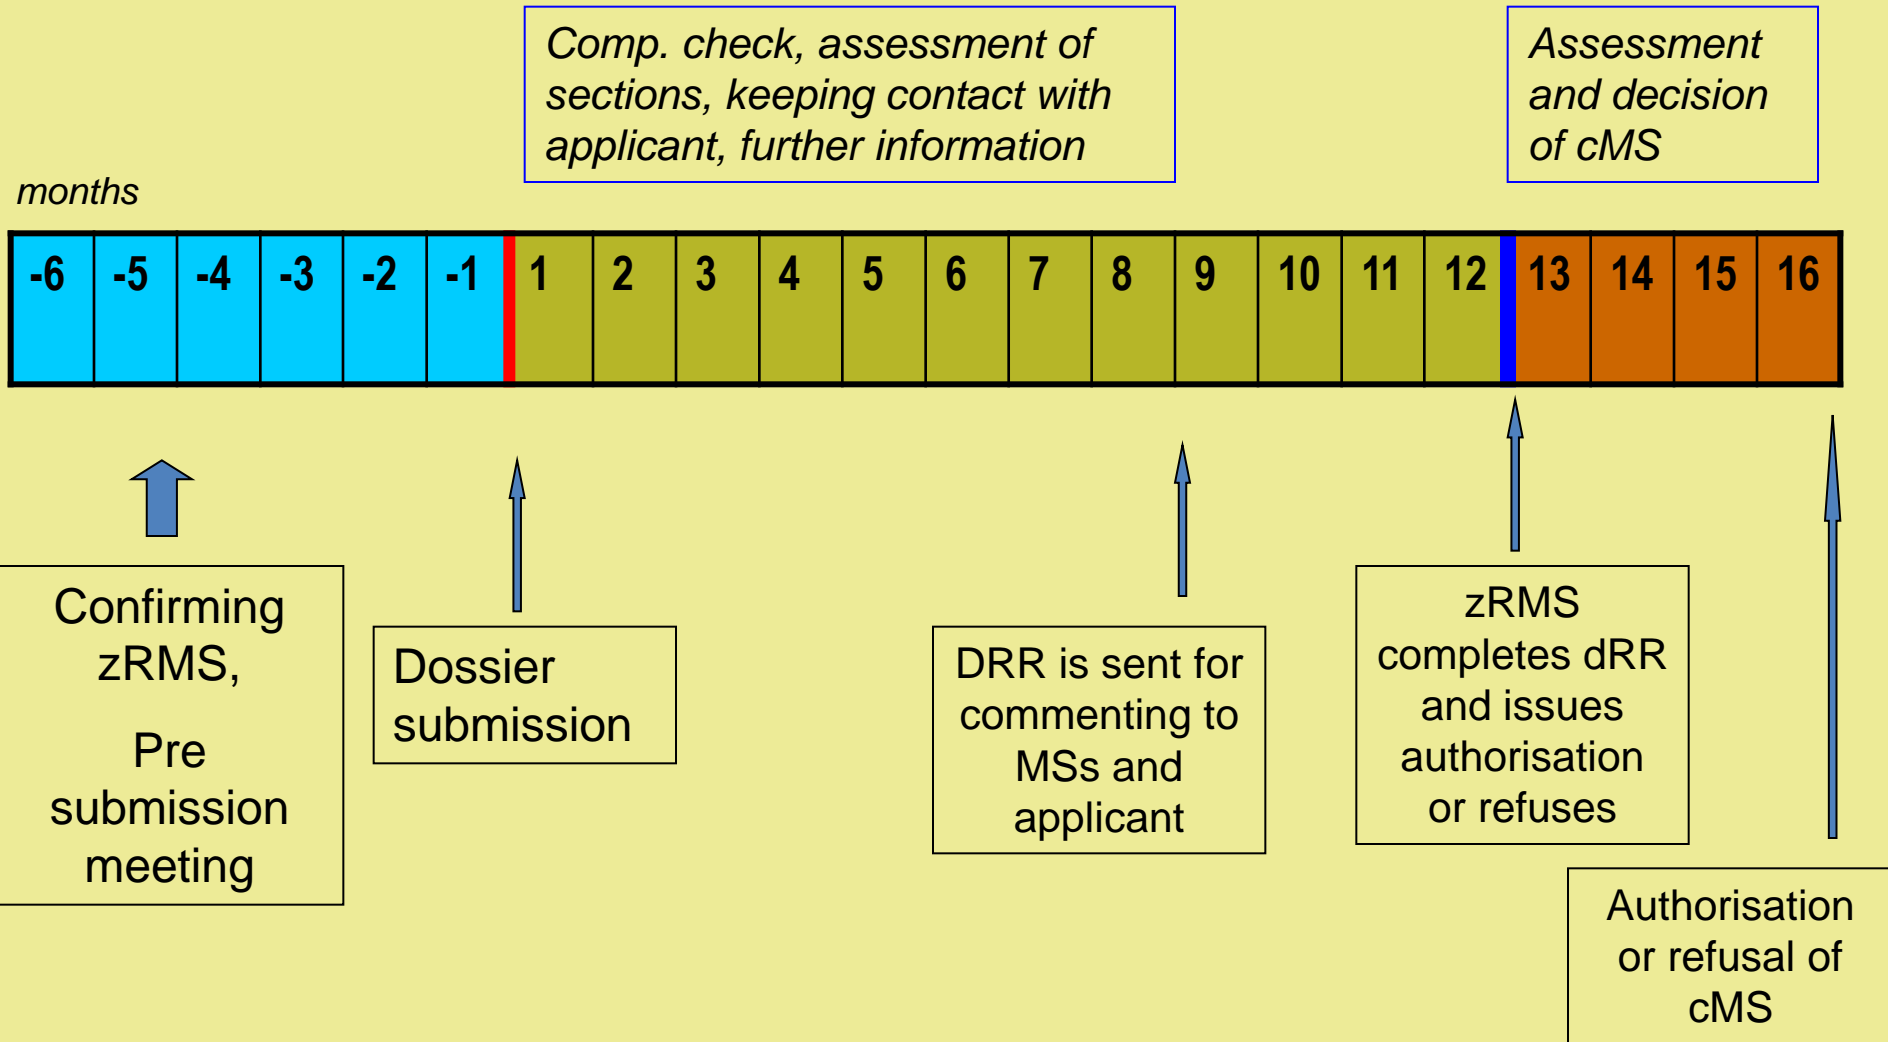 Comp. check, assessment of
sections, keeping contact with
applicant, further information
Assessment
and decision
of cMS
months
-6 -5 -4 -3 -2 -1 1 2 3 4 5 6 7 8 9 10 11 12 13 14 15 16
Confirming
zRMS,
Pre
submission
meeting
Dossier
submission
DRR is sent for
commenting to
MSs and
applicant
zRMS
completes dRR
and issues
authorisation
or refuses
Authorisation
or refusal of
cMS